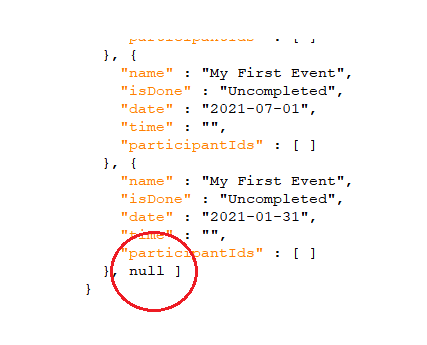 "participantIds" : [ ]
}, {
"name" : "My First Event",
"isDone" : "Uncompleted",
"date" : "2021-07-01",
"time" : "",
"participantIds" : [ ]
}, {
"name" : "My First Event",
"isDone" : "Uncompleted",
"date" : "2021-01-31",
"time" : "",
"participantIds" : [ ]
}, null ]
}